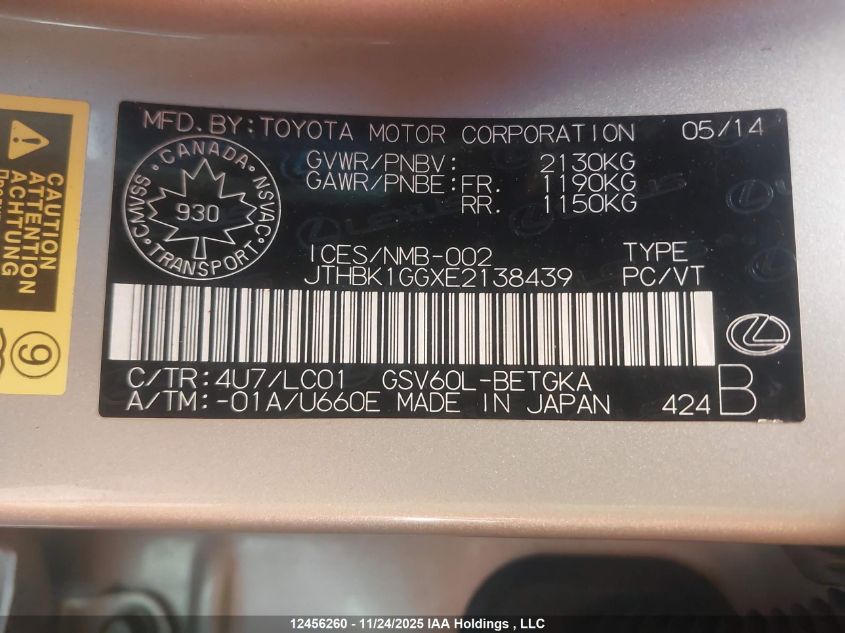 MFD. BY: TOYOTA MOTOR CORPORATION 05/14
GVWR/PNBV: 2130KG
GAWR/PNBE: FR. 1190KG
RR. 1150KG
CANADA
CMVSS 930 NSVAC
TRANSPORT
ICES/NMB-002 TYPE
JTHBK1GGXE2138439 PC/VT
C/TR: 4U7/LC01 GSV60L-BETGKA
A/TM: -01A/U660E MADE IN JAPAN 424 B
CAUTION
ATTENTION
ACHTUNG
9
12456260 - 11/24/2025 IAA Holdings , LLC